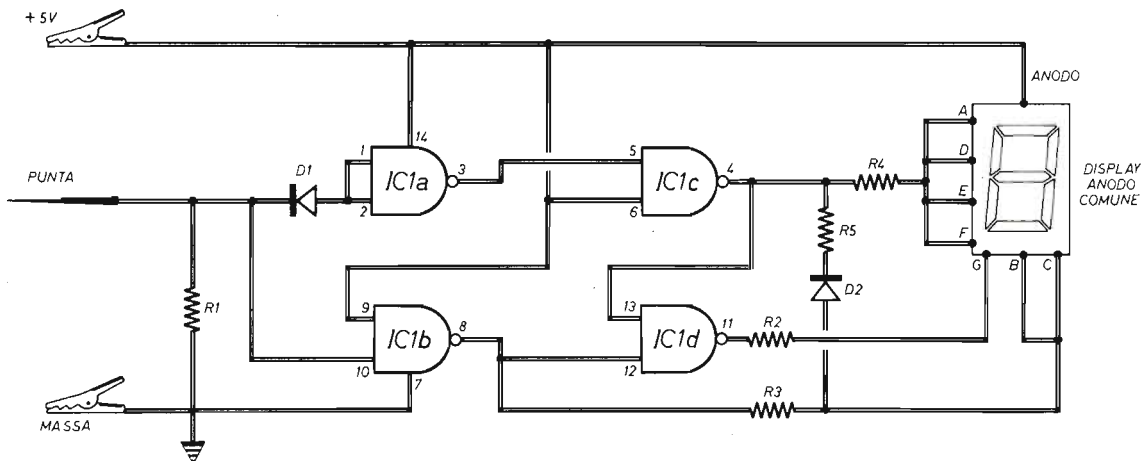 +5V
ANODO
14
1
D1
IC1a
3
2
PUNTA
5
IC1c
4
6
R4
A
D
E
F
DISPLAY
ANODO
COMUNE
R5
D2
G
B
C
R1
9
IC1b
8
10
7
13
IC1d
11
12
R2
R3
MASSA